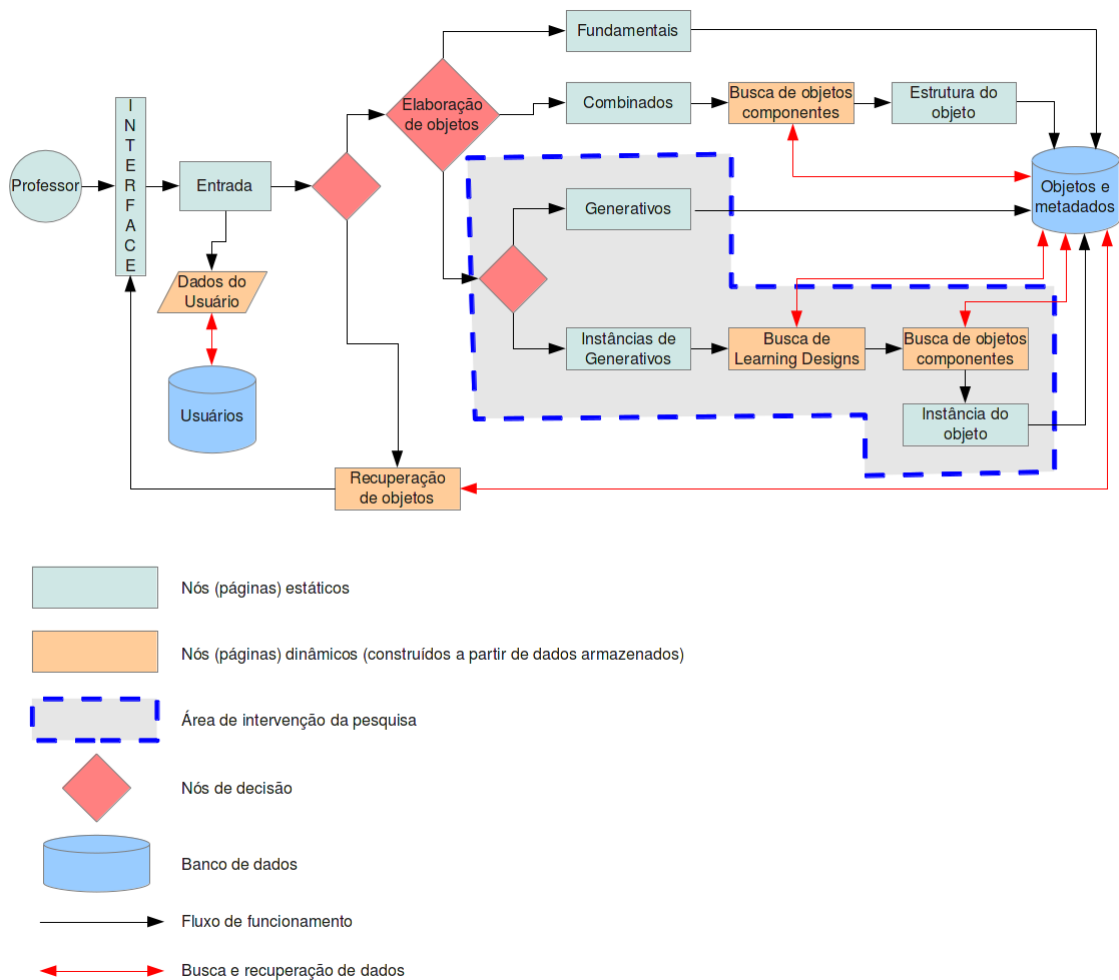 Fundamentais
Elaboração
de objetos
Combinados
Busca de objetos
componentes
Estrutura do
objeto
I
N
T
E
R
F
A
C
E
Professor
Entrada
Objetos e
metadados
Generativos
Dados do
Usuário
Instâncias de
Generativos
Busca de
Learning Designs
Busca de objetos
componentes
Usuários
Instância do
objeto
Recuperação
de objetos
Nós (páginas) estáticos
Nós (páginas) dinâmicos (construídos a partir de dados armazenados)
Área de intervenção da pesquisa
Nós de decisão
Banco de dados
Fluxo de funcionamento
Busca e recuperação de dados